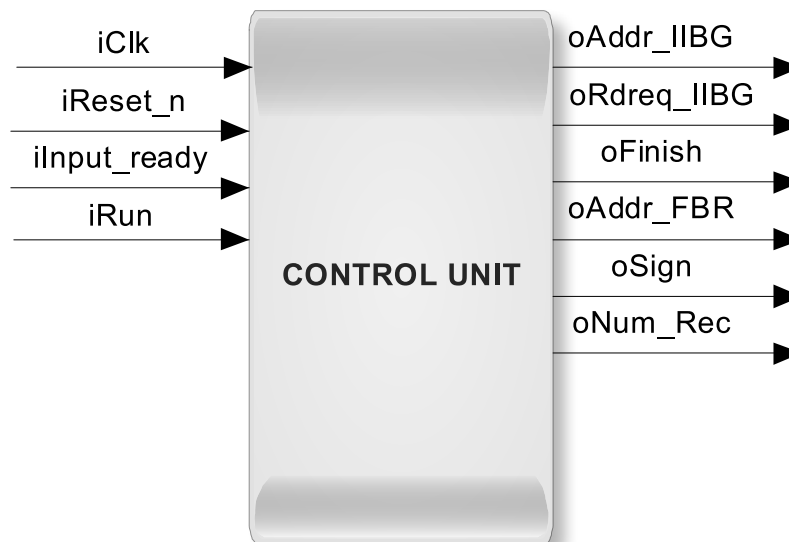 iClk
iReset_n
iInput_ready
iRun
CONTROL UNIT
oAddr_IIBG
oRdreq_IIBG
oFinish
oAddr_FBR
oSign
oNum_Rec